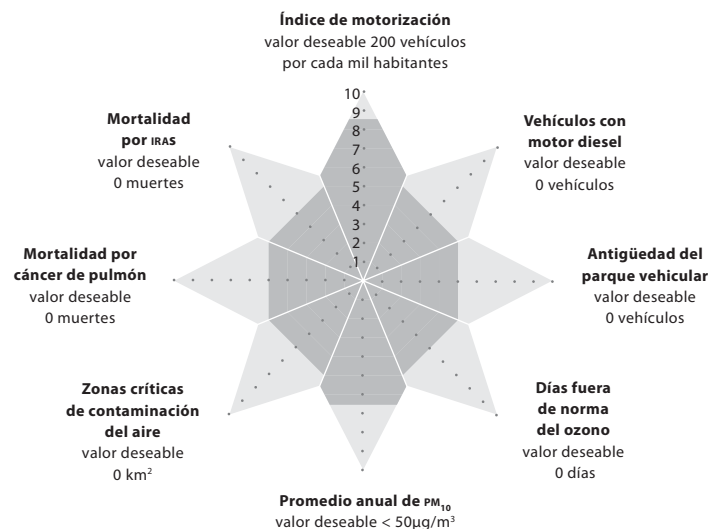 Índice de motorización
valor deseable 200 vehículos
por cada mil habitantes
Mortalidad
por IRAS
valor deseable
0 muertes
Vehículos con
motor diesel
valor deseable
0 vehículos
10
9
8
7
6
5
4
3
2
1
Mortalidad por
cáncer de pulmón
valor deseable
0 muertes
Antigüedad del
parque vehicular
valor deseable
0 vehículos
Zonas críticas
de contaminación
del aire
valor deseable
0 km²
Días fuera
de norma
del ozono
valor deseable
0 días
Promedio anual de PM₁₀
valor deseable < 50μg/m³